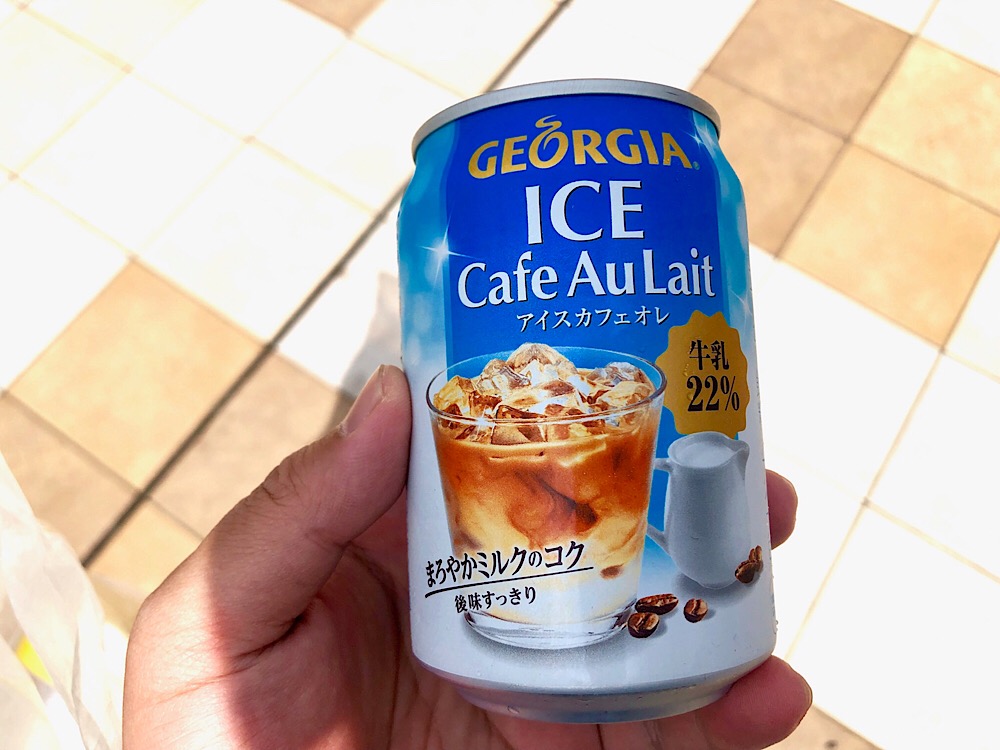 GEORGIA®
ICE
Cafe Au Lait
アイスカフェオレ
牛乳
22%
まろやかミルクのコク
後味すっきり